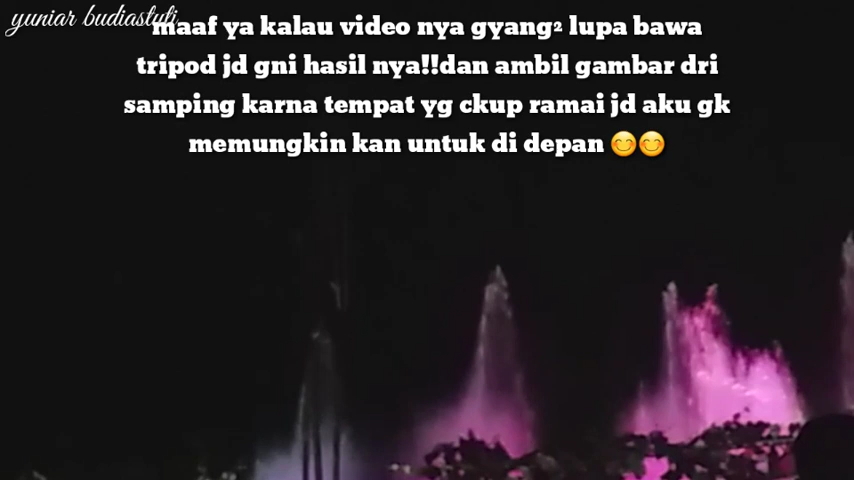 yuniar budiastuti
maaf ya kalau video nya gyang² lupa bawa
tripod jd gni hasil nya!!dan ambil gambar dri
samping karna tempat yg ckup ramai jd aku gk
memungkin kan untuk di depan 😊😊